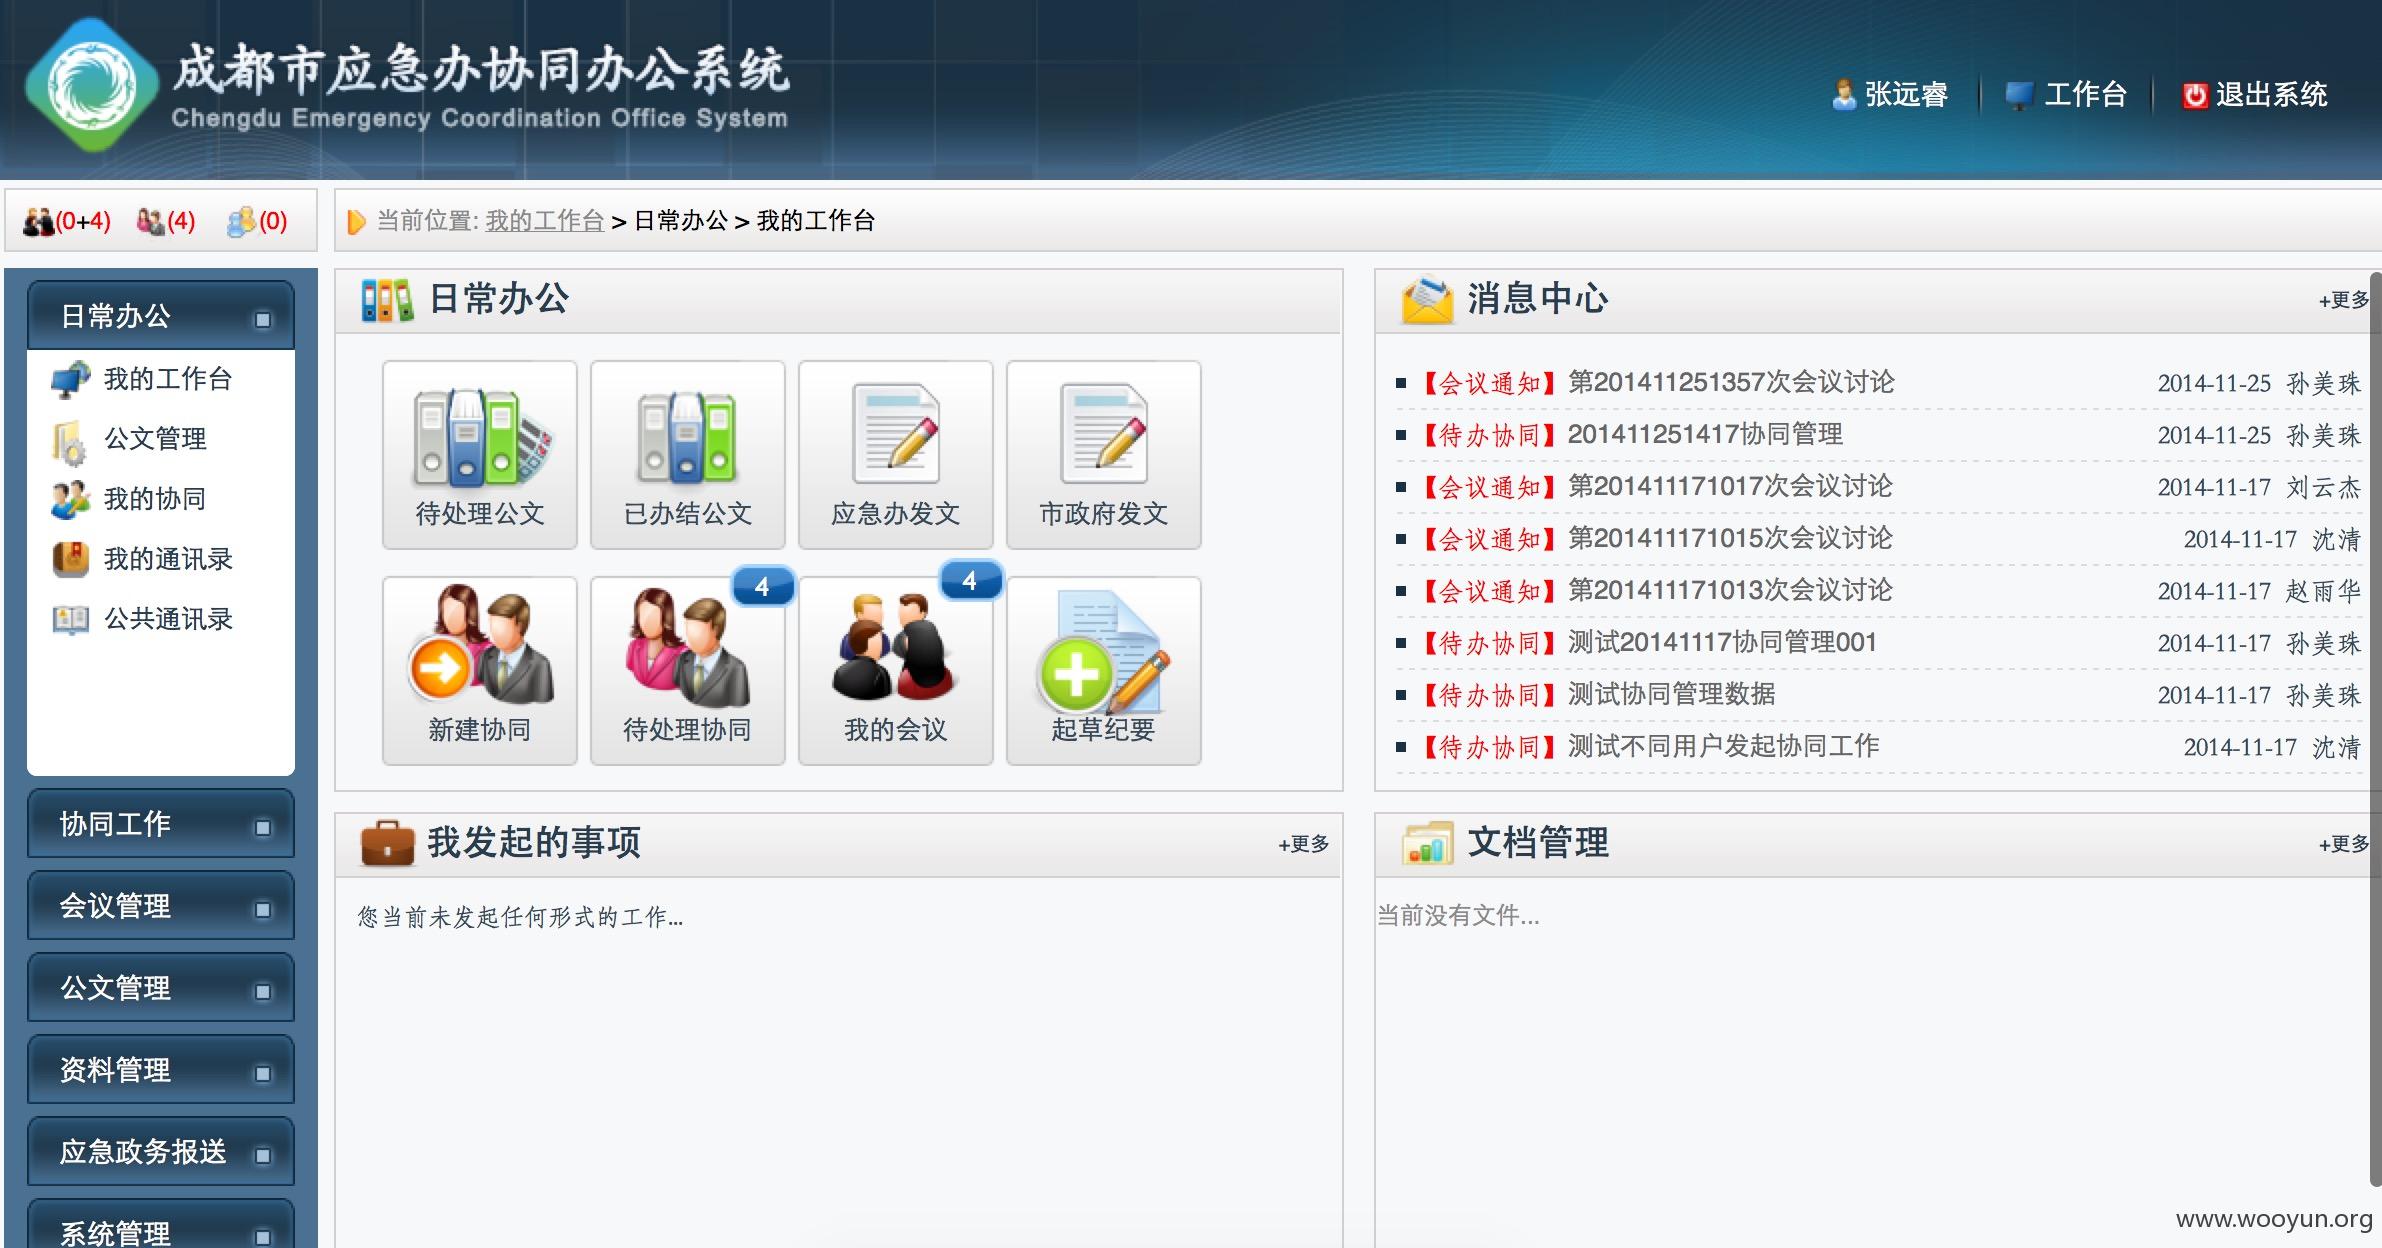 成都市应急办协同办公系统
Chengdu Emergency Coordination Office System
张远睿
工作台
退出系统
(0+4) (4) (0)
当前位置: 我的工作台 > 日常办公 > 我的工作台
日常办公
我的工作台
公文管理
我的协同
我的通讯录
公共通讯录
协同工作
会议管理
公文管理
资料管理
应急政务报送
系统管理
日常办公
待处理公文
已办结公文
应急办发文
市政府发文
新建协同
4
待处理协同
4
我的会议
起草纪要
消息中心
+更多
【会议通知】 第201411251357次会议讨论 2014-11-25 孙美珠
【待办协同】 201411251417协同管理 2014-11-25 孙美珠
【会议通知】 第201411171017次会议讨论 2014-11-17 刘云杰
【会议通知】 第201411171015次会议讨论 2014-11-17 沈清
【会议通知】 第201411171013次会议讨论 2014-11-17 赵雨华
【待办协同】 测试20141117协同管理001 2014-11-17 孙美珠
【待办协同】 测试协同管理数据 2014-11-17 孙美珠
【待办协同】 测试不同用户发起协同工作 2014-11-17 沈清
我发起的事项
+更多
您当前未发起任何形式的工作...
文档管理
+更多
当前没有文件...
www.wooyun.org